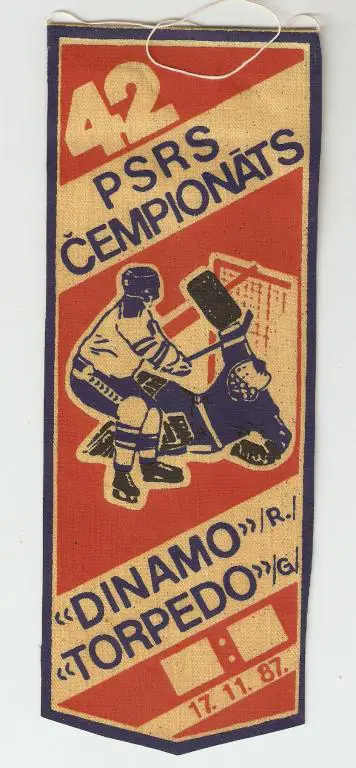 42
PSRS
ČEMPIONĀTS
«DINAMO»/R./
«TORPEDO»/G/
:
17. 11. 87.